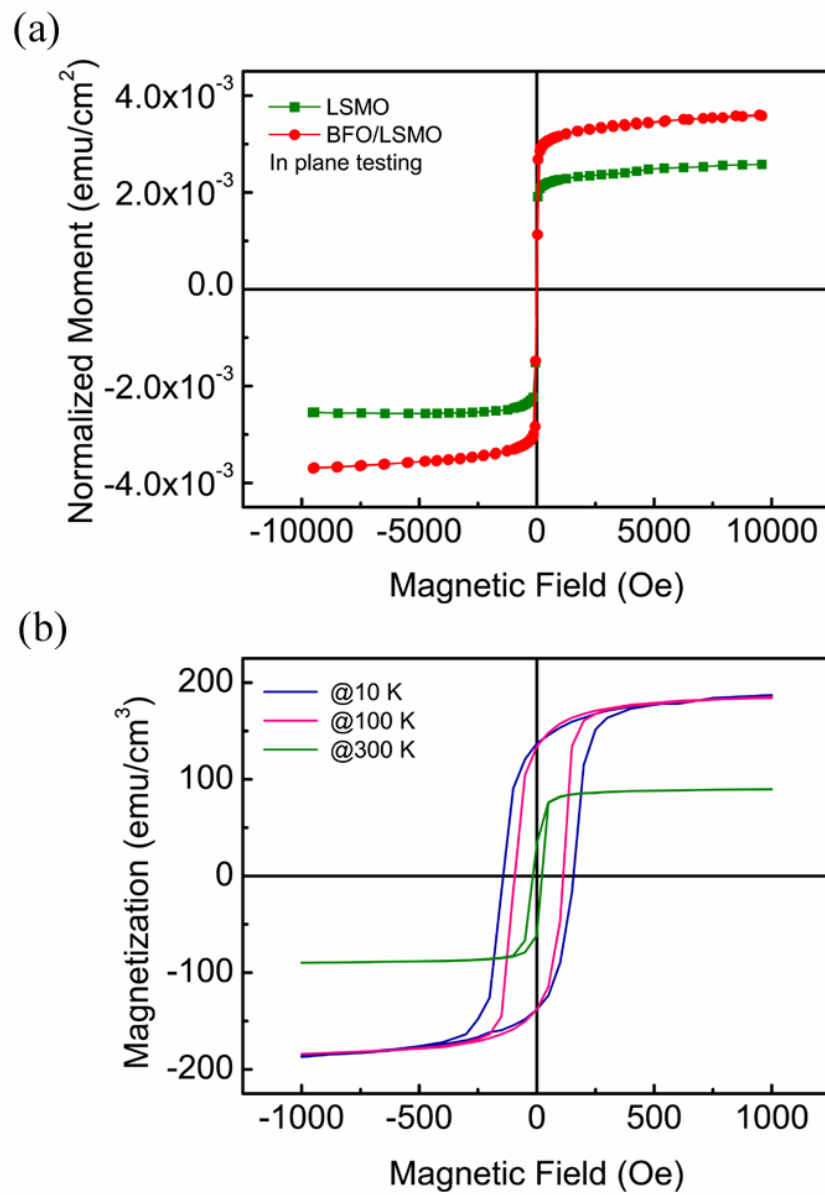 (a)
4.0x10⁻³
2.0x10⁻³
0.0
-2.0x10⁻³
-4.0x10⁻³
Normalized Moment (emu/cm²)
LSMO
BFO/LSMO
In plane testing
-10000 -5000 0 5000 10000
Magnetic Field (Oe)
(b)
200
100
0
-100
-200
Magnetization (emu/cm³)
@10 K
@100 K
@300 K
-1000 -500 0 500 1000
Magnetic Field (Oe)